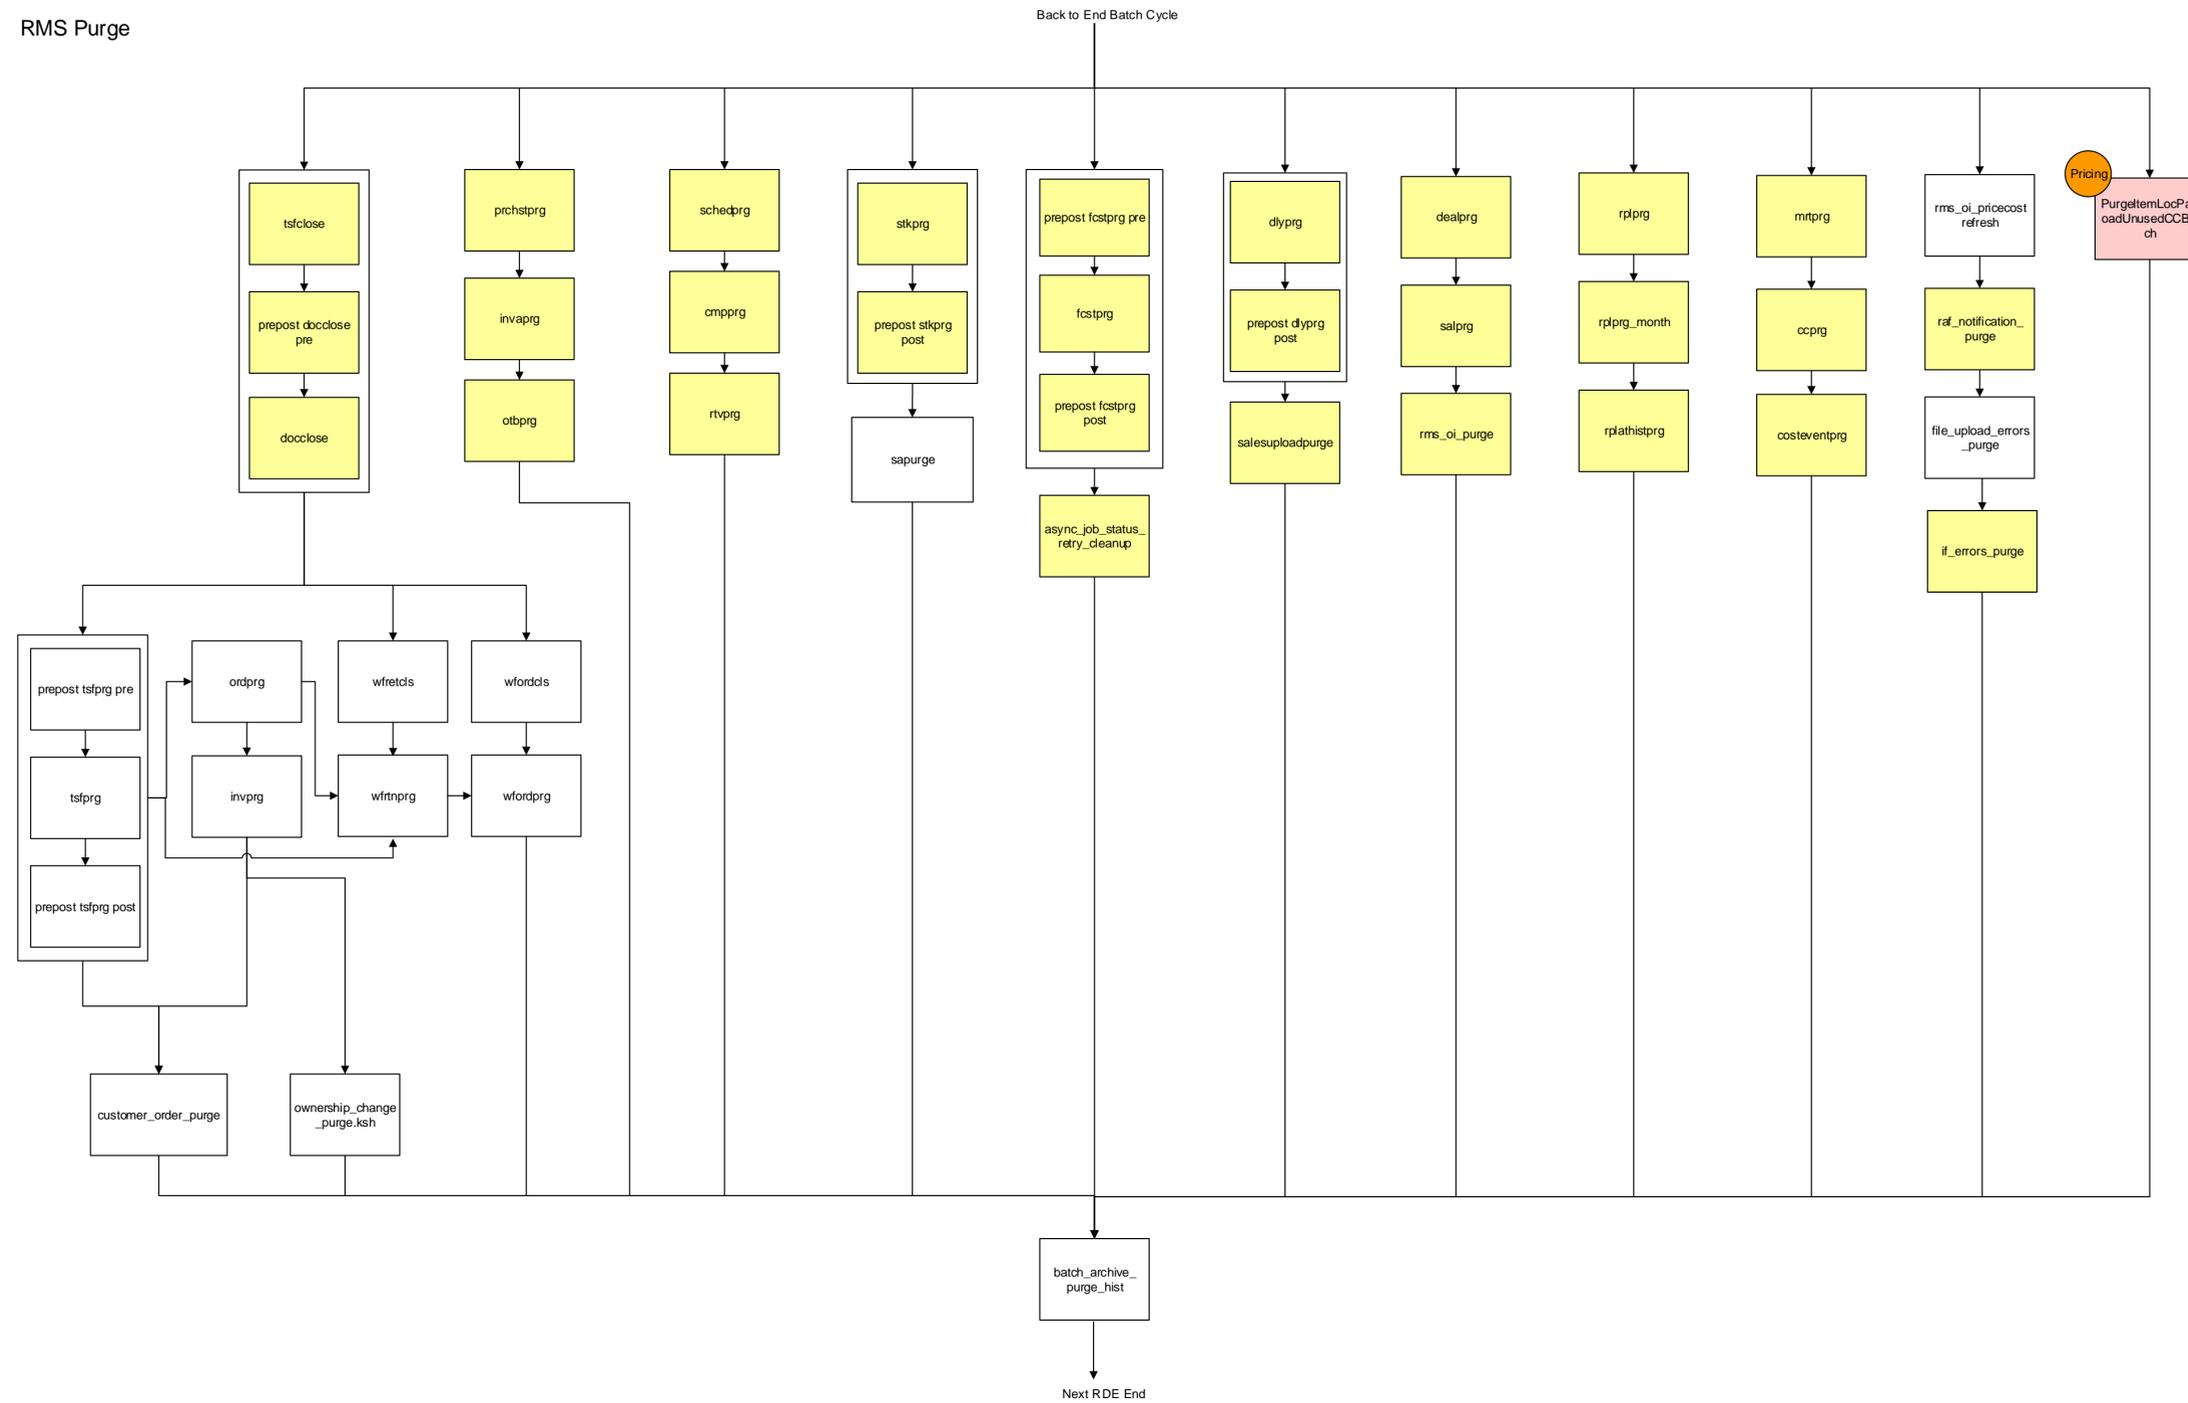 RMS Purge
Back to End Batch Cycle
tsfclose
prepost docclose
pre
docclose
prchstprg
invaprg
otbprg
schedprg
cmpprg
rtvprg
stkprg
prepost stkprg
post
sapurge
prepost fcstprg pre
fcstprg
prepost fcstprg
post
async_job_status_
retry_cleanup
dlyprg
prepost dlyprg
post
salesuploadpurge
dealprg
salprg
rms_oi_purge
rplprg
rplprg_month
rplathistprg
mrtprg
ccprg
costeventprg
rms_oi_pricecost
refresh
raf_notification_
purge
file_upload_errors
_purge
if_errors_purge
Pricing
PurgeItemLocPa
oadUnusedCCB
ch
prepost tsfprg pre
tsfprg
prepost tsfprg post
ordprg
invprg
wfretcls
wfrtnprg
wfordcls
wfordprg
customer_order_purge
ownership_change
_purge.ksh
batch_archive_
purge_hist
Next RDE End